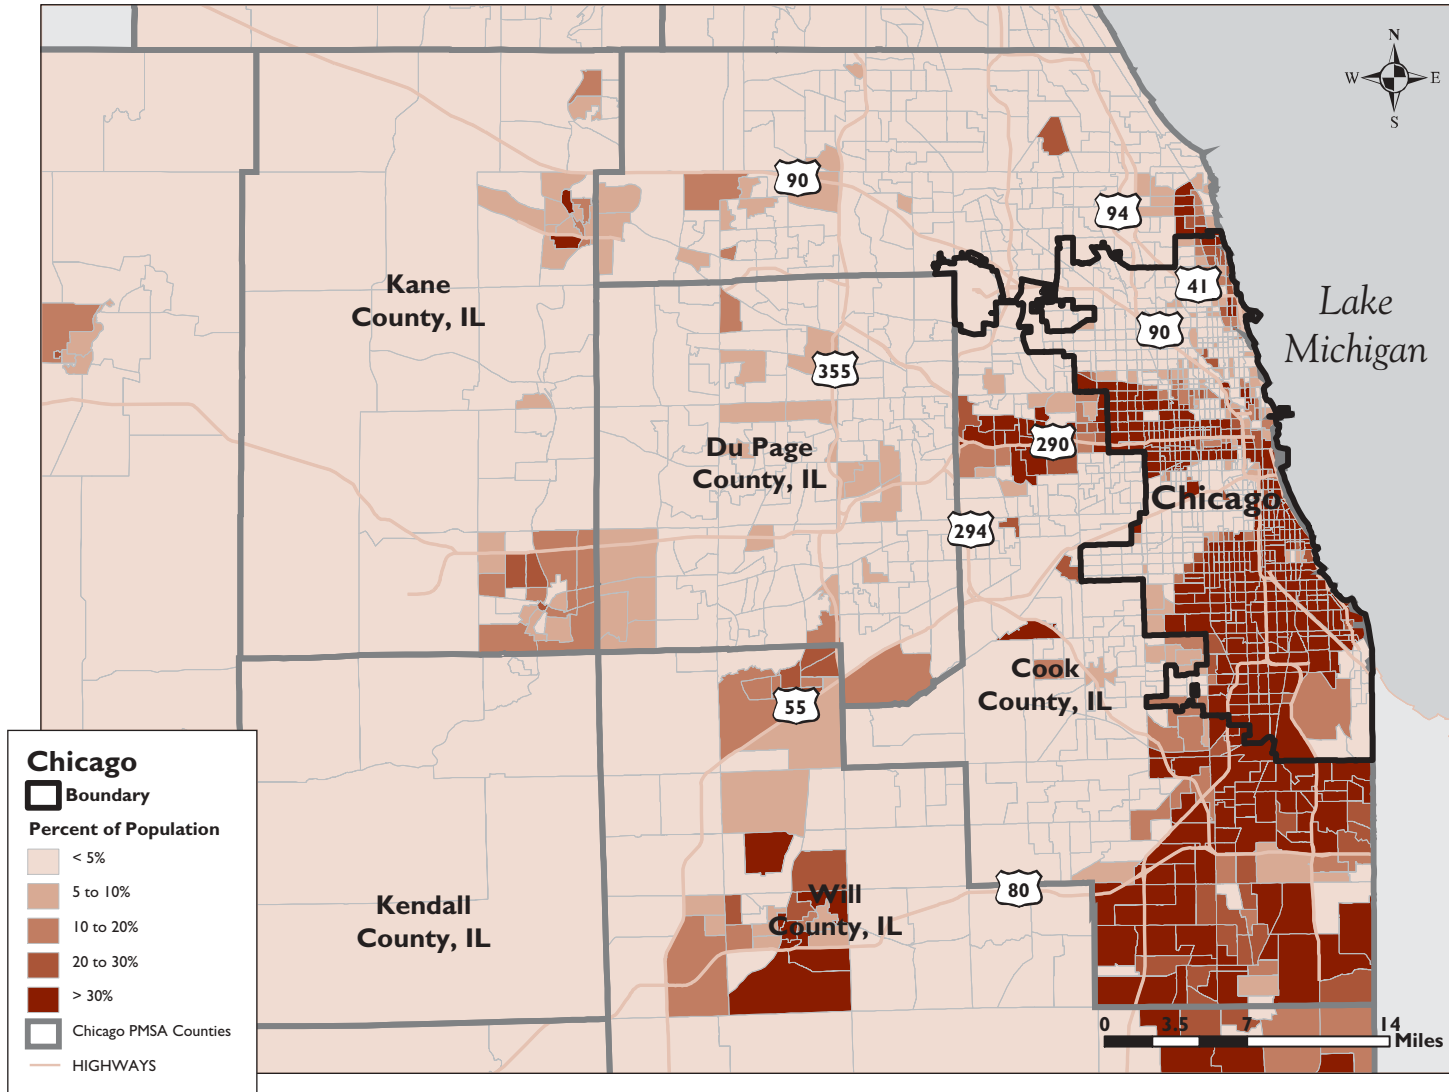 N
W E
S
90
94
41
Kane
County, IL
Lake
Michigan
90
355
Du Page
County, IL
290
Chicago
294
Cook
County, IL
55
Chicago
Boundary
Percent of Population
< 5%
5 to 10%
10 to 20%
20 to 30%
> 30%
Chicago PMSA Counties
HIGHWAYS
Kendall
County, IL
Will
County, IL
80
0 3.5 7 14
Miles